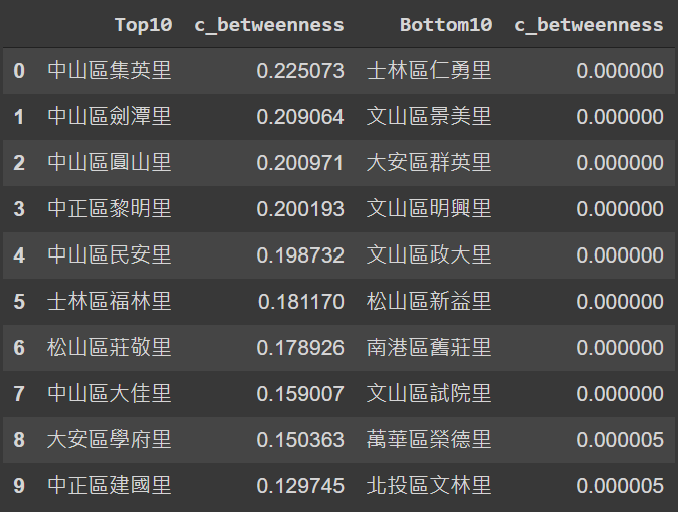 Top10 c_betweenness Bottom10 c_betweenness
0 中山區集英里 0.225073 士林區仁勇里 0.000000
1 中山區劍潭里 0.209064 文山區景美里 0.000000
2 中山區圓山里 0.200971 大安區群英里 0.000000
3 中正區黎明里 0.200193 文山區明興里 0.000000
4 中山區民安里 0.198732 文山區政大里 0.000000
5 士林區福林里 0.181170 松山區新益里 0.000000
6 松山區莊敬里 0.178926 南港區舊莊里 0.000000
7 中山區大佳里 0.159007 文山區試院里 0.000000
8 大安區學府里 0.150363 萬華區榮德里 0.000005
9 中正區建國里 0.129745 北投區文林里 0.000005